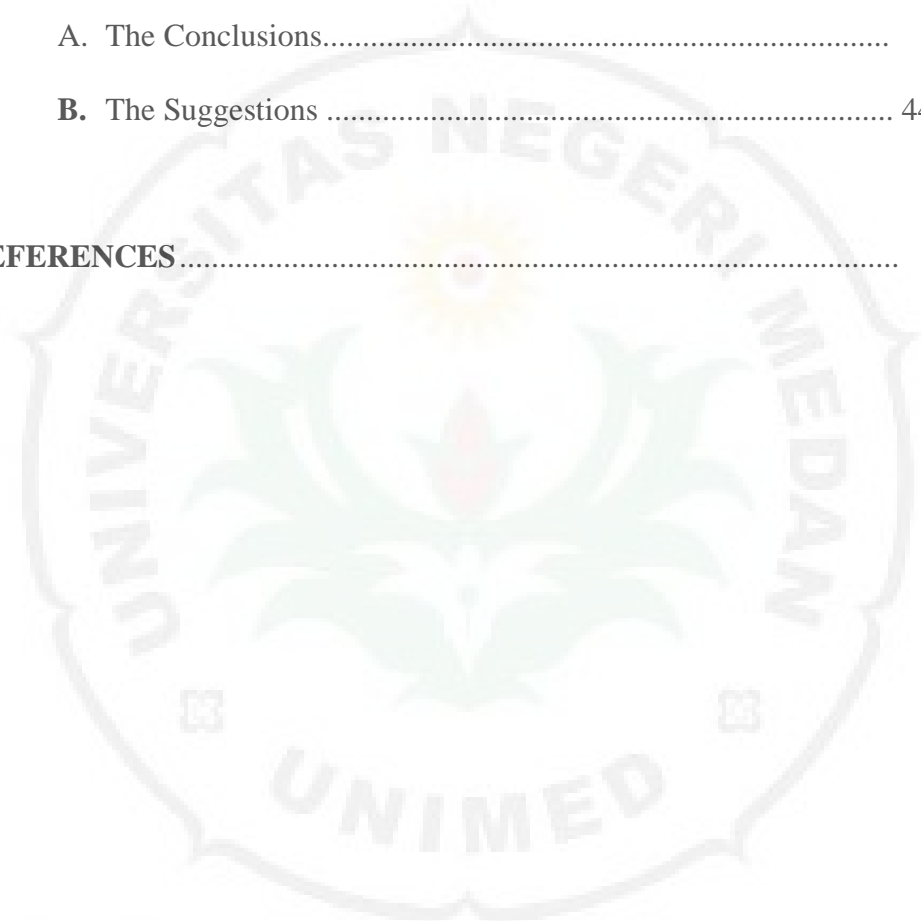 A. The Conclusions......................................................................
B. The Suggestions ...................................................................... 44
EFERENCES.........................................................................................
UNIVERSITAS NEGERI MEDAN
UNIMED